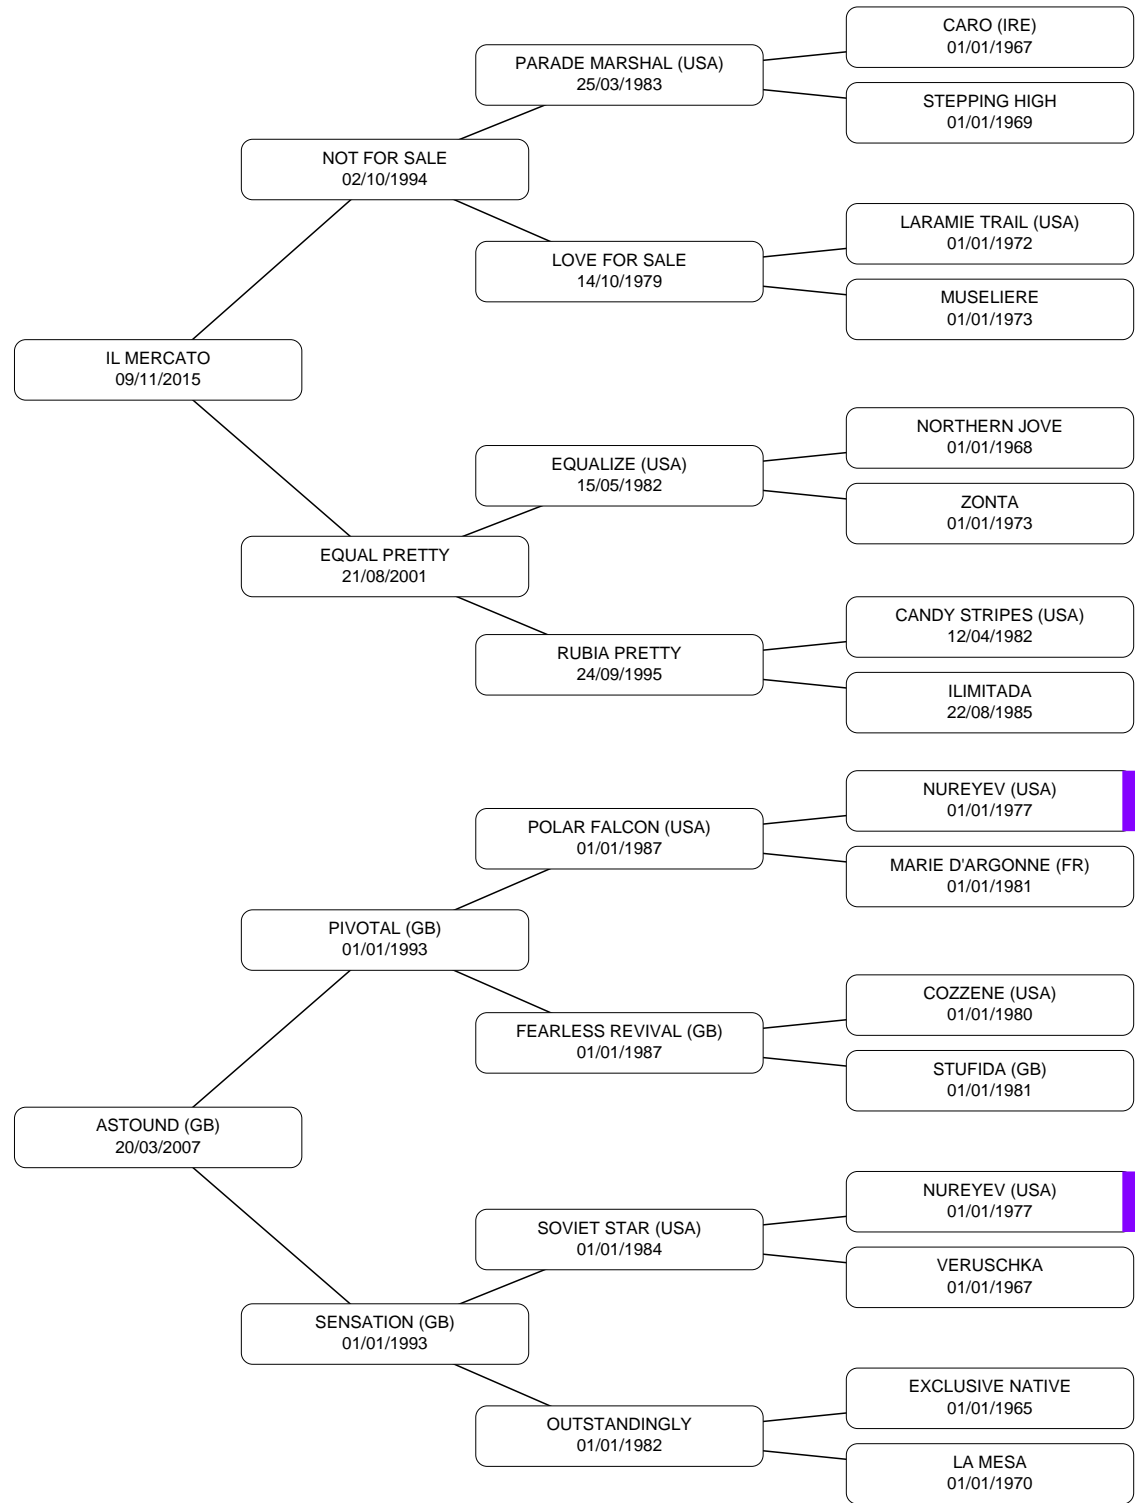 CARO (IRE)
01/01/1967
PARADE MARSHAL (USA)
25/03/1983
STEPPING HIGH
01/01/1969
NOT FOR SALE
02/10/1994
LARAMIE TRAIL (USA)
01/01/1972
LOVE FOR SALE
14/10/1979
MUSELIERE
01/01/1973
IL MERCATO
09/11/2015
NORTHERN JOVE
01/01/1968
EQUALIZE (USA)
15/05/1982
ZONTA
01/01/1973
EQUAL PRETTY
21/08/2001
CANDY STRIPES (USA)
12/04/1982
RUBIA PRETTY
24/09/1995
ILIMITADA
22/08/1985
NUREYEV (USA)
01/01/1977
POLAR FALCON (USA)
01/01/1987
MARIE D'ARGONNE (FR)
01/01/1981
PIVOTAL (GB)
01/01/1993
COZZENE (USA)
01/01/1980
FEARLESS REVIVAL (GB)
01/01/1987
STUFIDA (GB)
01/01/1981
ASTOUND (GB)
20/03/2007
NUREYEV (USA)
01/01/1977
SOVIET STAR (USA)
01/01/1984
VERUSCHKA
01/01/1967
SENSATION (GB)
01/01/1993
EXCLUSIVE NATIVE
01/01/1965
OUTSTANDINGLY
01/01/1982
LA MESA
01/01/1970